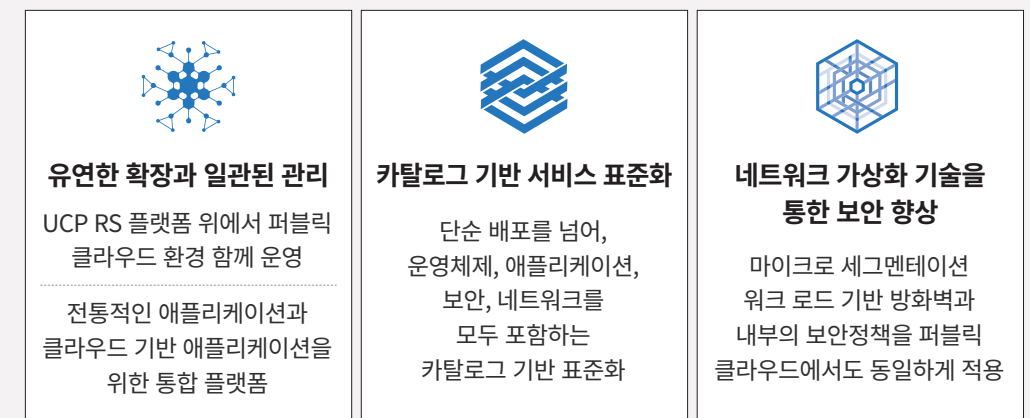 유연한 확장과 일관된 관리
UCP RS 플랫폼 위에서 퍼블릭
클라우드 환경 함께 운영
전통적인 애플리케이션과
클라우드 기반 애플리케이션을
위한 통합 플랫폼
카탈로그 기반 서비스 표준화
단순 배포를 넘어,
운영체제, 애플리케이션,
보안, 네트워크를
모두 포함하는
카탈로그 기반 표준화
네트워크 가상화 기술을
통한 보안 향상
마이크로 세그멘테이션
워크 로드 기반 방화벽과
내부의 보안정책을 퍼블릭
클라우드에서도 동일하게 적용